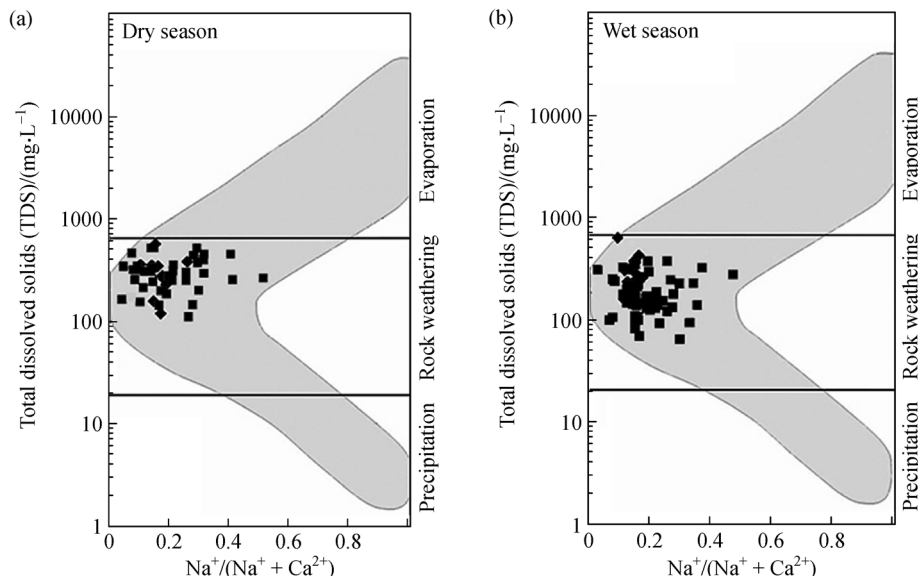 (a)
Dry season
Total dissolved solids (TDS)/(mg·L⁻¹)
10000
1000
100
10
1
0
0.2
0.4
0.6
0.8
Na⁺/(Na⁺ + Ca²⁺)
Evaporation
Rock weathering
Precipitation
(b)
Wet season
Total dissolved solids (TDS)/(mg·L⁻¹)
10000
1000
100
10
1
0
0.2
0.4
0.6
0.8
Na⁺/(Na⁺ + Ca²⁺)
Evaporation
Rock weathering
Precipitation